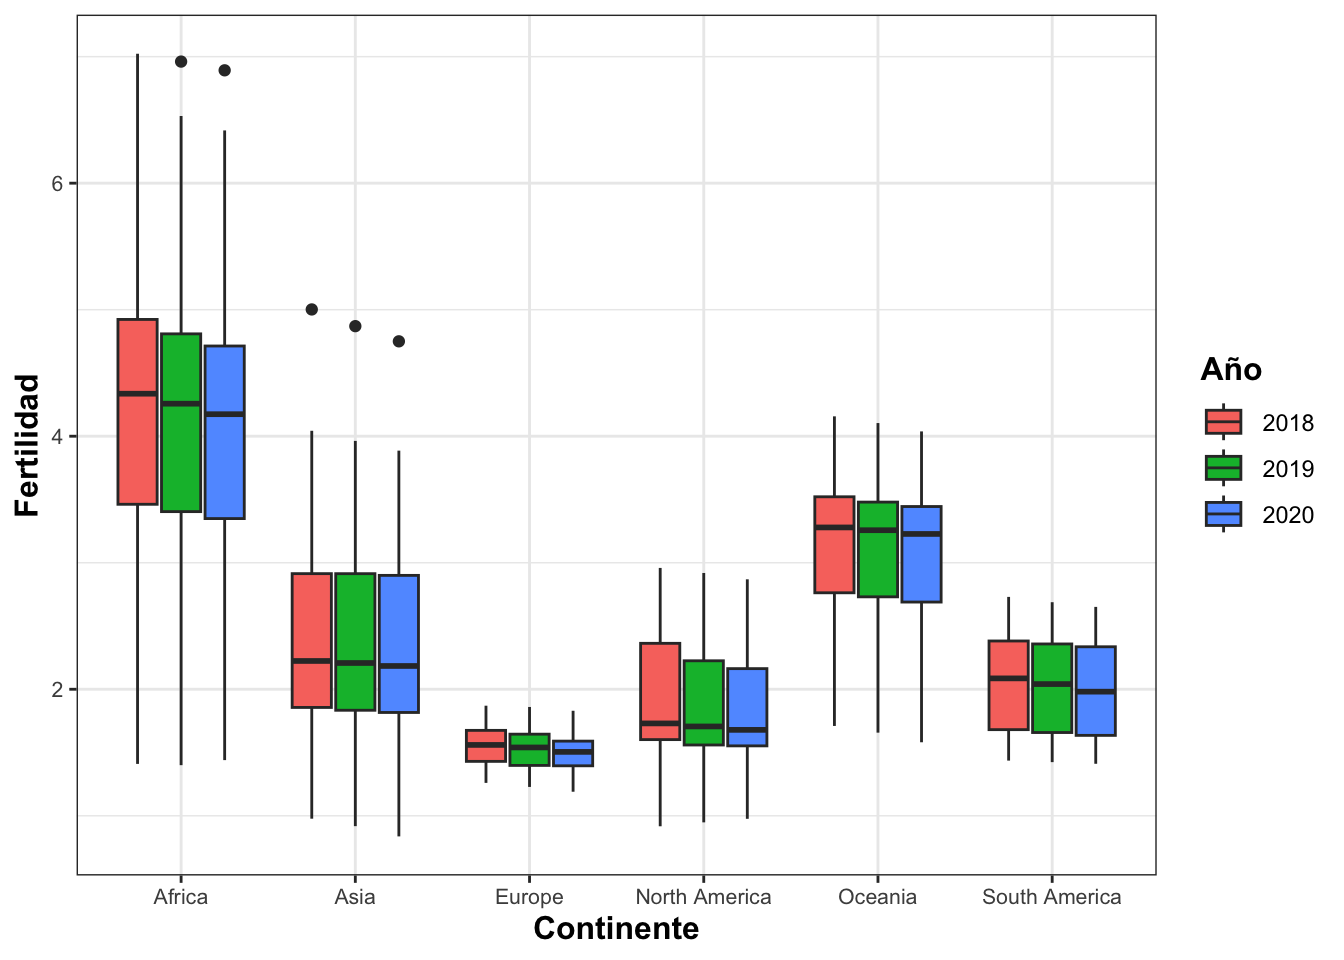 Fertilidad
6
4
2
Africa
Asia
Europe
North America
Oceania
South America
Continente
Año
2018
2019
2020